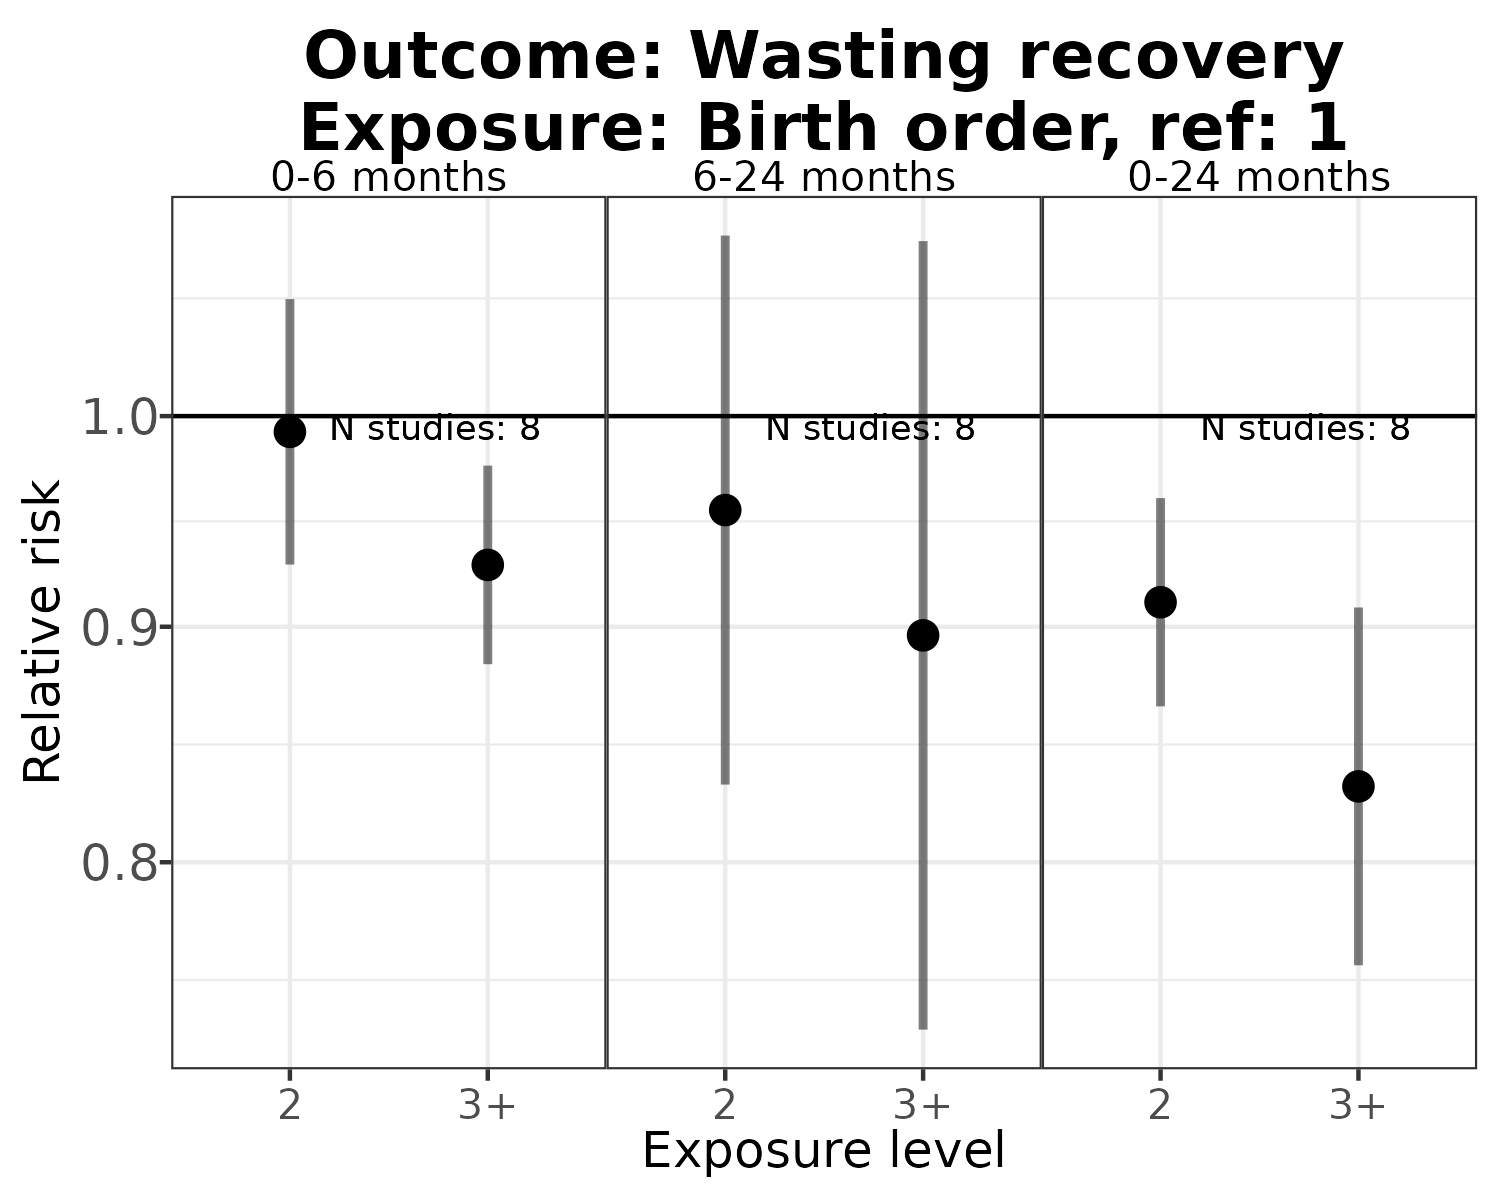 Outcome: Wasting recovery
Exposure: Birth order, ref: 1
0-6 months
6-24 months
0-24 months
1.0
0.9
0.8
Relative risk
N studies: 8
N studies: 8
N studies: 8
2
3+
2
3+
2
3+
Exposure level